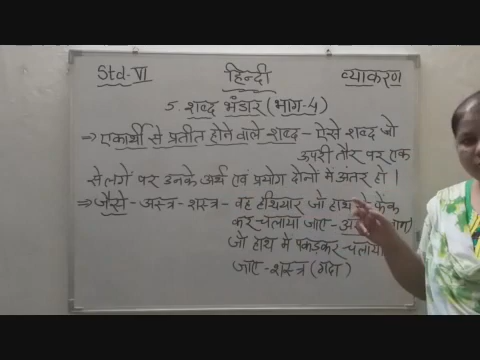 Std-VI हिन्दी व्याकरण
5. शब्द भंडार (भाग-4)
⇒ एकार्थी से प्रतीत होने वाले शब्द - ऐसे शब्द जो
ऊपरी तौर पर एक
से लगे पर उनके अर्थ एवं प्रयोग दोनों में अंतर हो ।
⇒ जैसे - अस्त्र - शस्त्र - वह हथियार जो हाथ से फेंक
कर चलाया जाए -
जो हाथ में पकड़कर चलाया
जाए - शस्त्र (गदा)